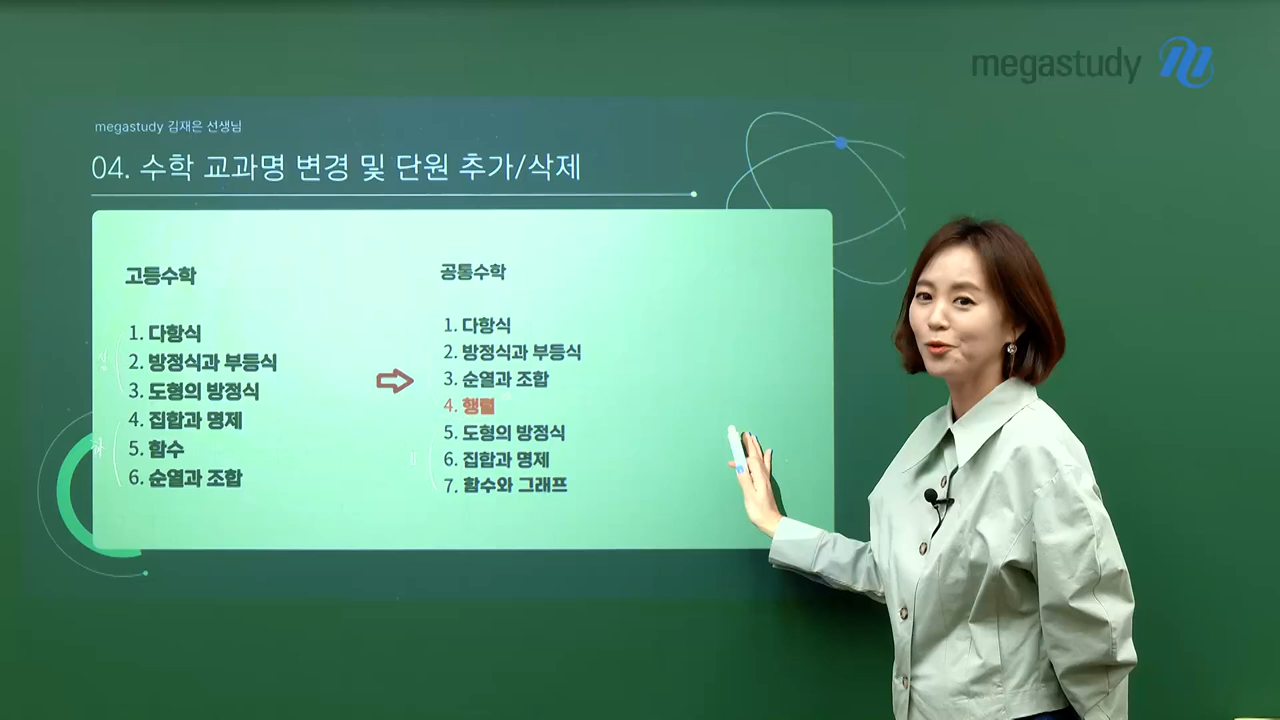 megastudy
megastudy 김재은 선생님
04. 수학 교과명 변경 및 단원 추가/삭제
고등수학
1. 다항식
2. 방정식과 부등식
3. 도형의 방정식
4. 집합과 명제
5. 함수
6. 순열과 조합
공통수학
1. 다항식
2. 방정식과 부등식
3. 순열과 조합
4. 행렬
5. 도형의 방정식
6. 집합과 명제
7. 함수와 그래프